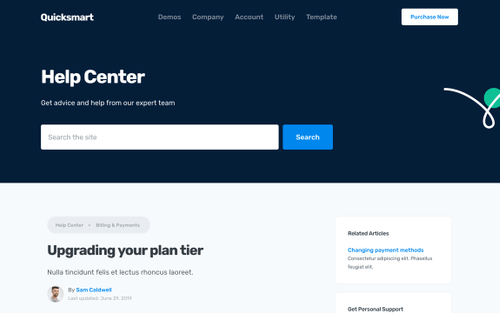 Quicksmart
Demos Company Account Utility Template
Purchase Now
Help Center
Get advice and help from our expert team
Search the site
Search
Help Center > Billing & Payments
Upgrading your plan tier
Nulla tincidunt felis et lectus rhoncus laoreet.
By Sam Caldwell
Last updated: June 29, 2019
Related Articles
Changing payment methods
Consectetur adipiscing elit. Phasellus
feugiat elit.
Get Personal Support